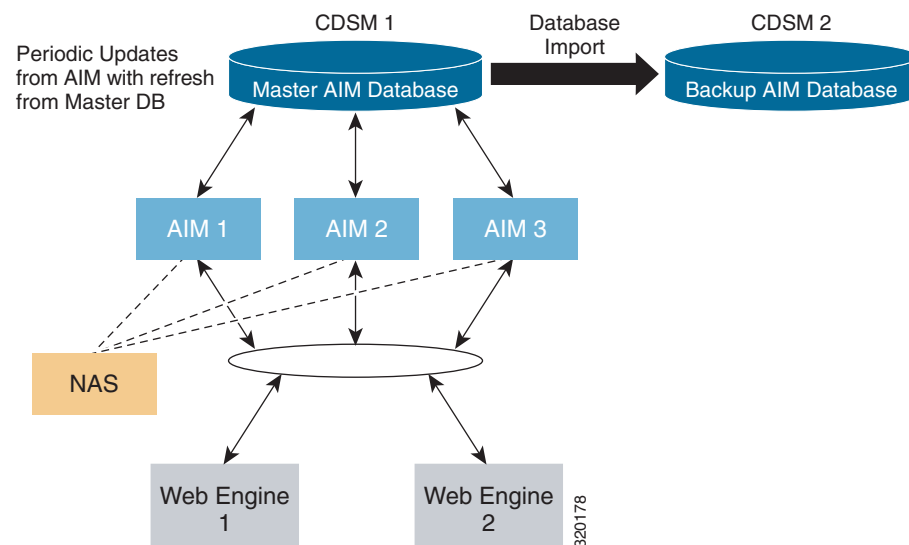 CDSM 1
Database
Import
CDSM 2
Periodic Updates
from AIM with refresh
from Master DB
Master AIM Database
Backup AIM Database
AIM 1
AIM 2
AIM 3
NAS
Web Engine
1
Web Engine
2
320178